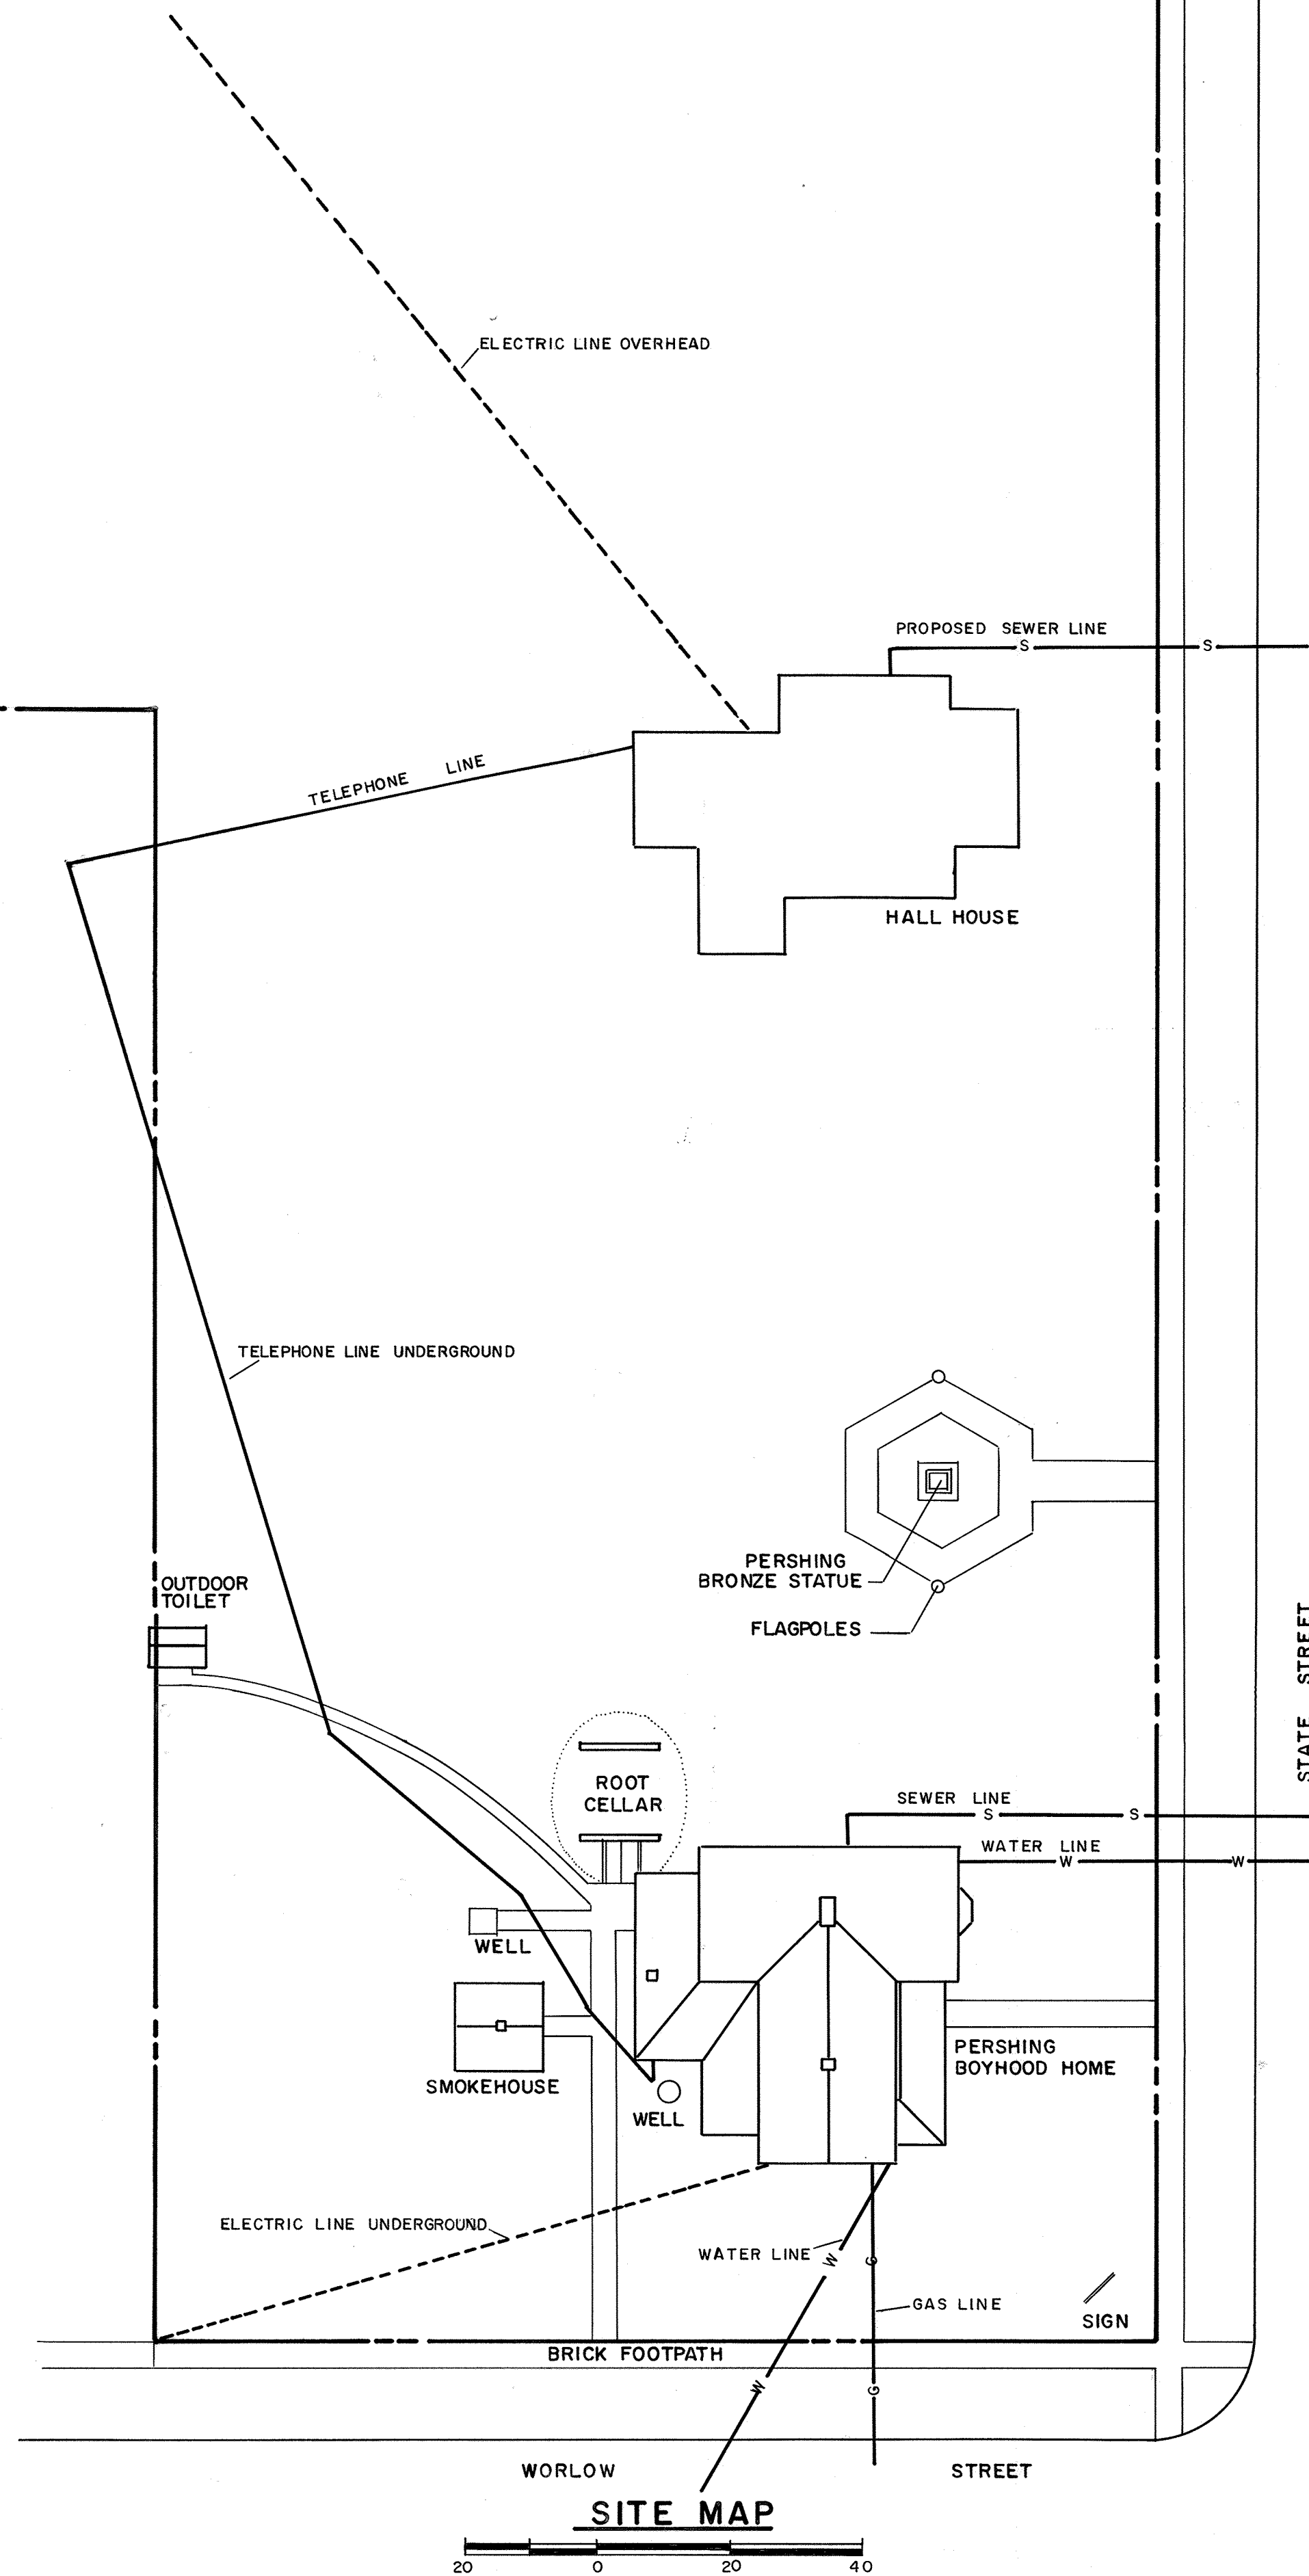 ELECTRIC LINE OVERHEAD
PROPOSED SEWER LINE
S
S
TELEPHONE LINE
HALL HOUSE
TELEPHONE LINE UNDERGROUND
PERSHING
BRONZE STATUE
OUTDOOR
TOILET
FLAGPOLES
STATE STREET
ROOT
CELLAR
SEWER LINE
S
S
WATER LINE
W
W
WELL
PERSHING
BOYHOOD HOME
SMOKEHOUSE
WELL
ELECTRIC LINE UNDERGROUND
WATER LINE
W
G
GAS LINE
SIGN
BRICK FOOTPATH
W
G
WORLOW STREET
SITE MAP
20 0 20 40